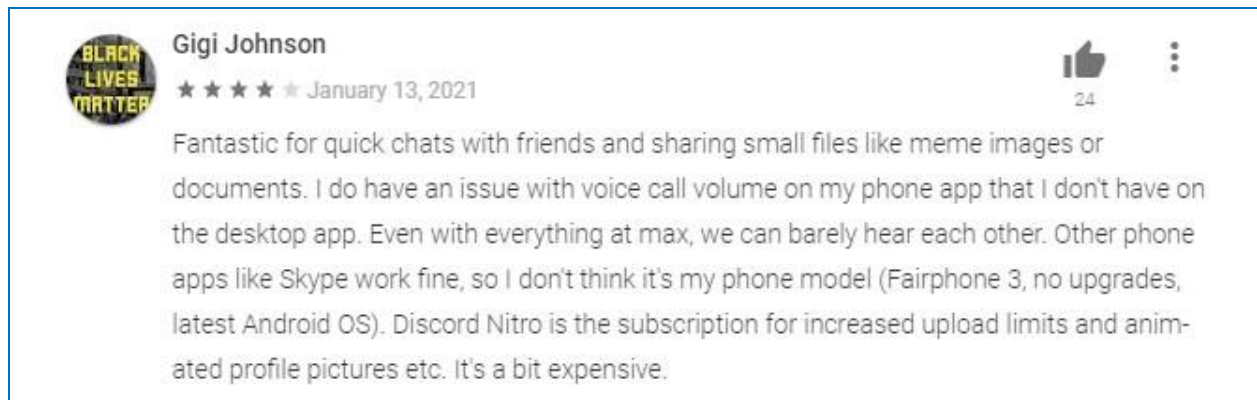 BLACK
LIVES
MATTER
Gigi Johnson
January 13, 2021
24
Fantastic for quick chats with friends and sharing small files like meme images or
documents. I do have an issue with voice call volume on my phone app that I don't have on
the desktop app. Even with everything at max, we can barely hear each other. Other phone
apps like Skype work fine, so I don't think it's my phone model (Fairphone 3, no upgrades,
latest Android OS). Discord Nitro is the subscription for increased upload limits and anim-
ated profile pictures etc. It's a bit expensive.